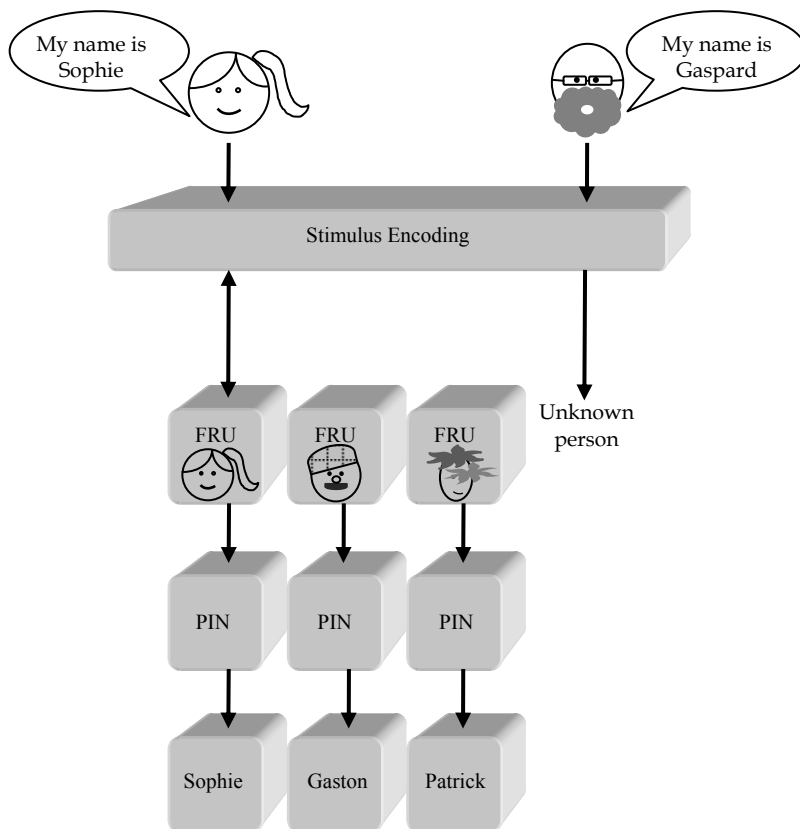 My name is
Sophie
My name is
Gaspard
Stimulus Encoding
FRU
FRU
FRU
Unknown
person
PIN
PIN
PIN
Sophie
Gaston
Patrick